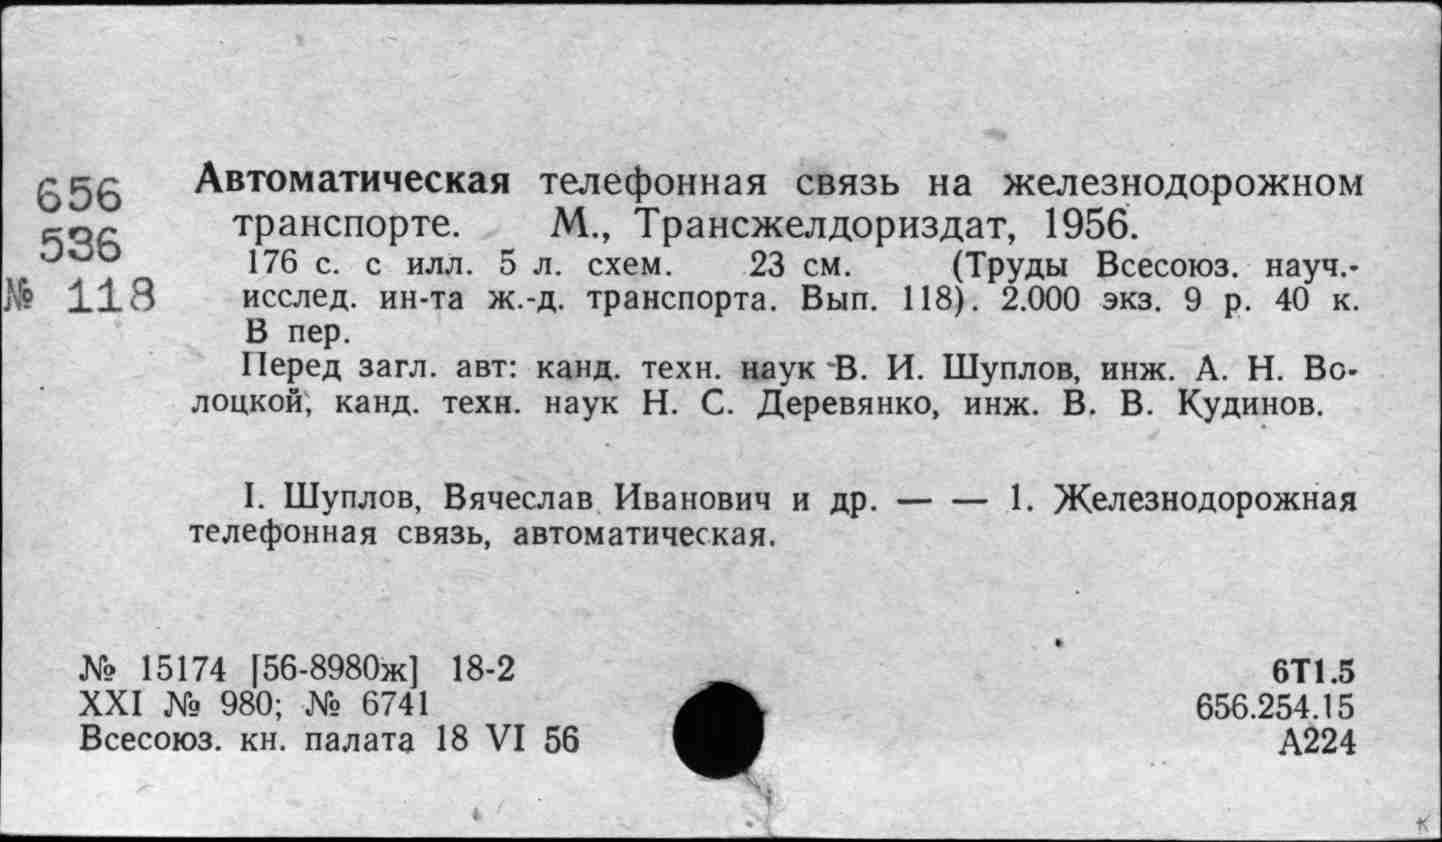 656
536
№ 118
Автоматическая телефонная связь на железнодорожном
транспорте. М., Трансжелдориздат, 1956.
176 с. с илл. 5 л. схем. 23 см. (Труды Всесоюз. науч.-
исслед. ин-та ж.-д. транспорта. Вып. 118). 2.000 экз. 9 р. 40 к.
В пер.
Перед загл. авт: канд. техн. наук В. И. Шуплов, инж. А. Н. Во-
лоцкой, канд. техн. наук Н. С. Деревянко, инж. В. В. Кудинов.
I. Шуплов, Вячеслав Иванович и др. — — 1. Железнодорожная
телефонная связь, автоматическая.
№ 15174 [56-8980ж] 18-2
XXI № 980; № 6741
Всесоюз. кн. палата 18 VI 56
6Т1.5
656.254.15
А224
К